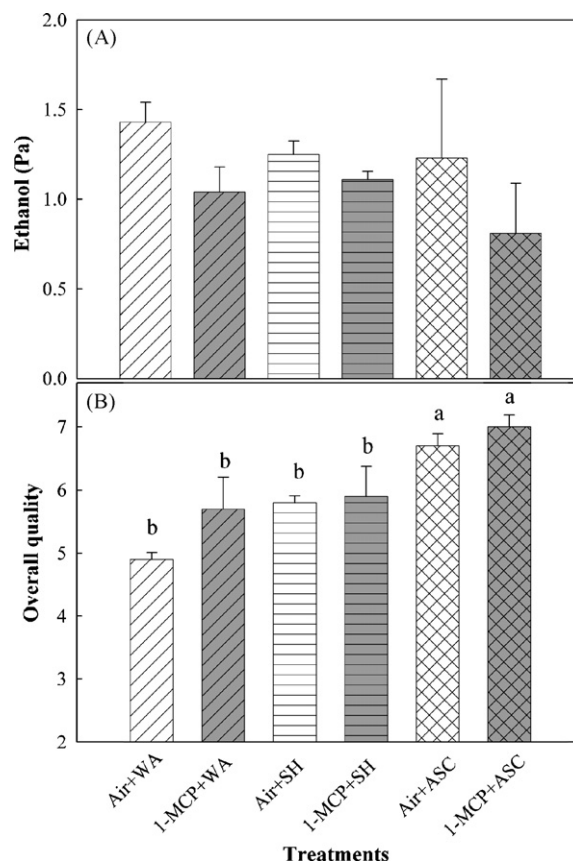 (A)
2.0
1.5
1.0
0.5
0.0
Ethanol (Pa)
(B)
7
6
5
4
3
2
Overall quality
b
b
b
b
a
a
Air+WA
1-MCP+WA
Air+SH
1-MCP+SH
Air+ASC
1-MCP+ASC
Treatments